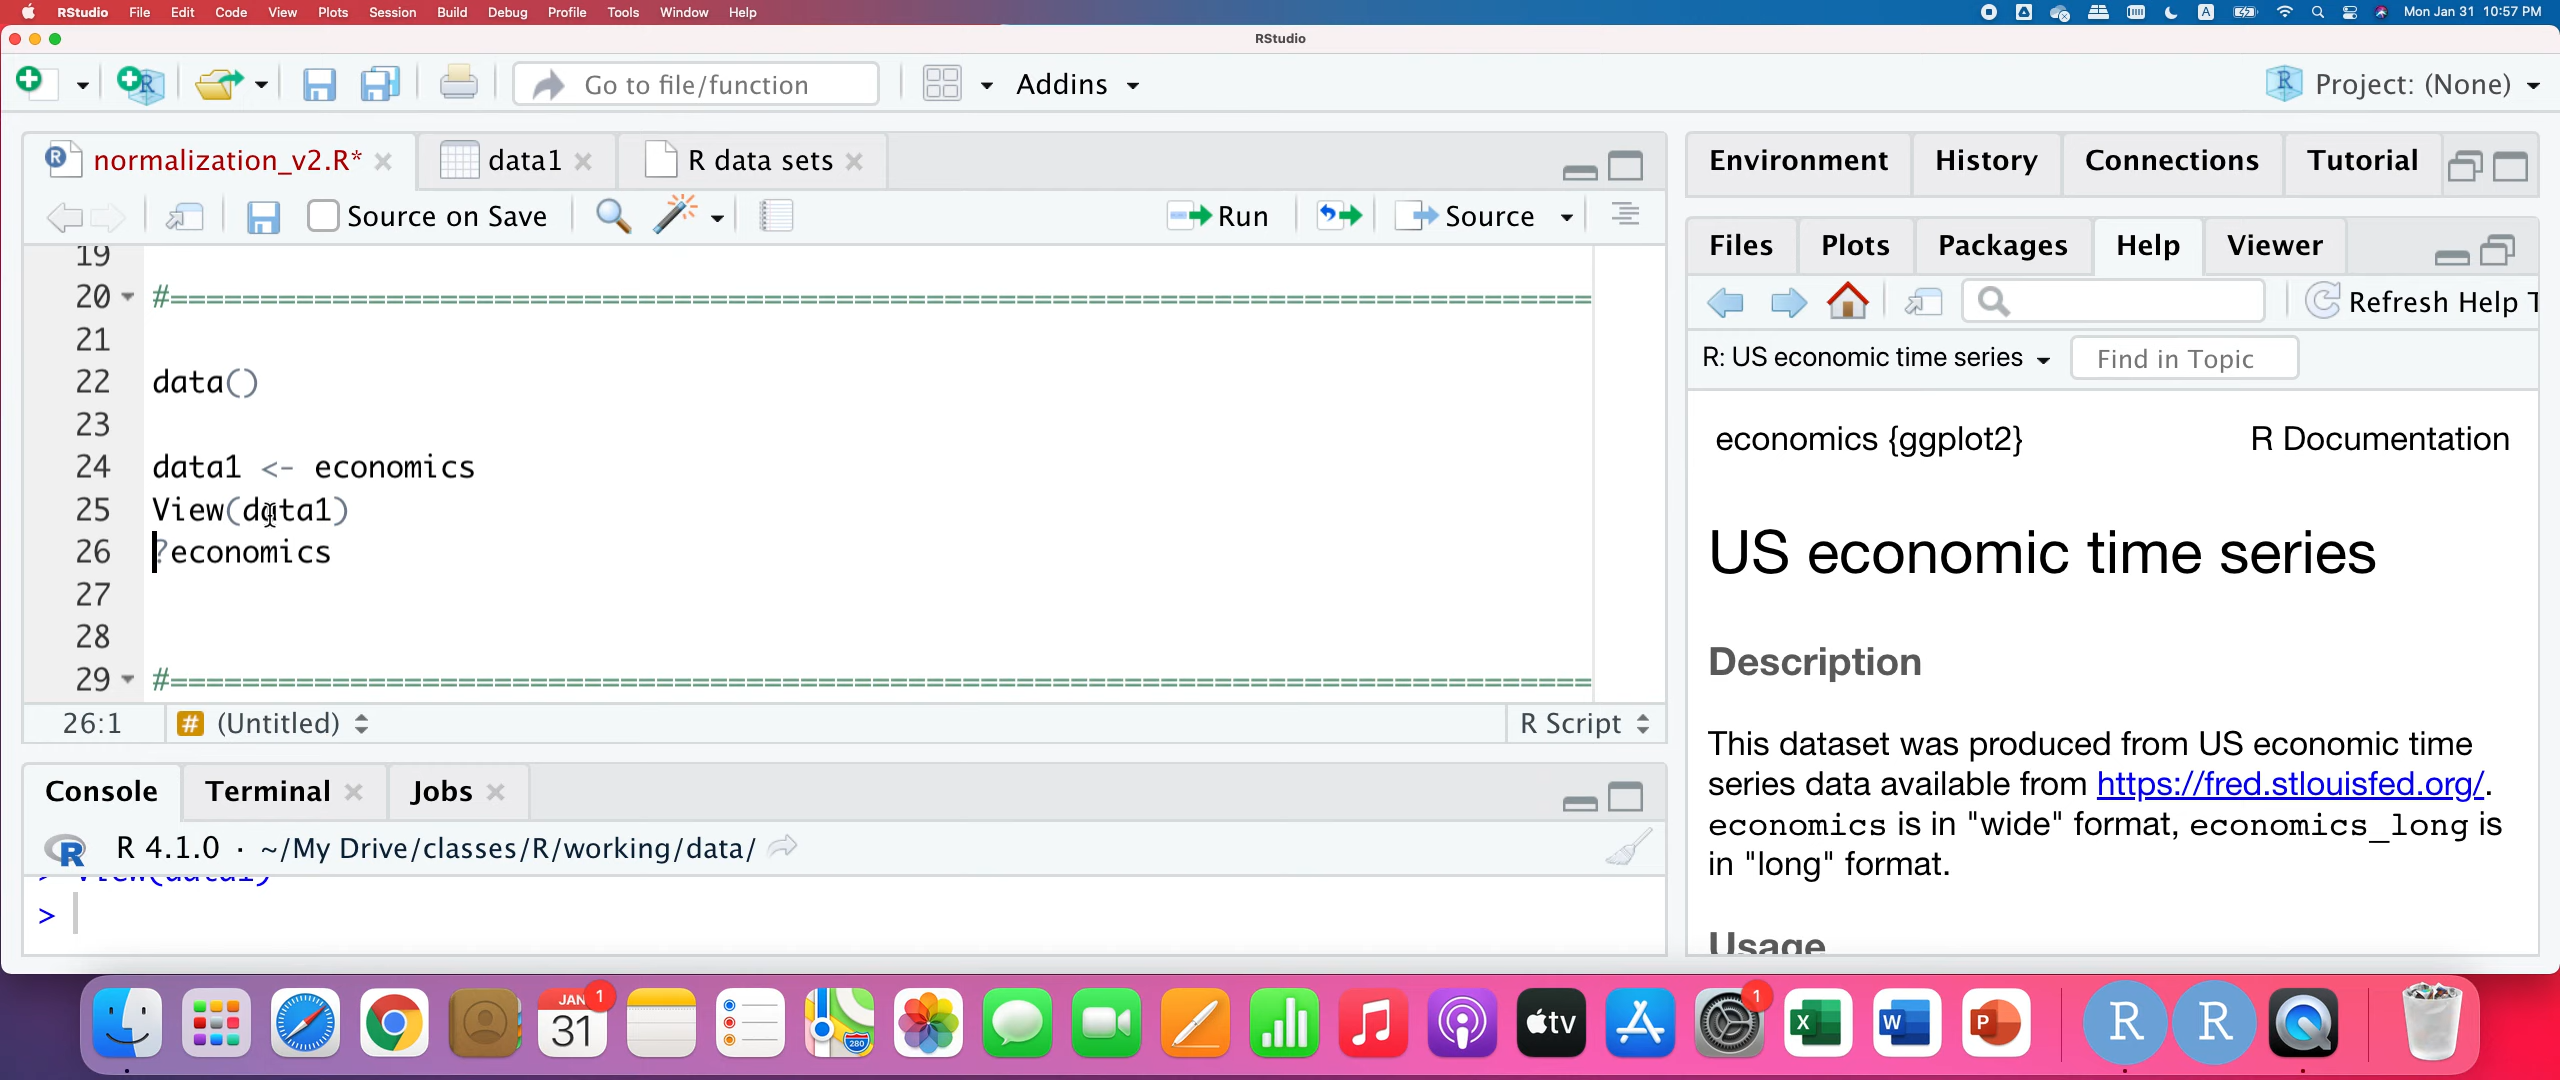 RStudio File Edit Code View Plots Session Build Debug Profile Tools Window Help
A
Mon Jan 31 10:57 PM
RStudio
Go to file/function
Addins
Project: (None)
normalization_v2.R*
data1
R data sets
Source on Save
Run
Source
19
20 #===============================================================================
21
22 data()
23
24 data1 <- economics
25 View(data1)
26 ?economics
27
28
29 #===============================================================================
26:1
# (Untitled)
R Script
Console
Terminal
Jobs
R 4.1.0 · ~/My Drive/classes/R/working/data/
> View(data1)
>
Environment
History
Connections
Tutorial
Files
Plots
Packages
Help
Viewer
Refresh Help T
R: US economic time series
Find in Topic
economics {ggplot2}
R Documentation
US economic time series
Description
This dataset was produced from US economic time
series data available from https://fred.stlouisfed.org/.
economics is in "wide" format, economics_long is
in "long" format.
Usage
JAN
31
1
280
tv
1
X
W
P
R
R